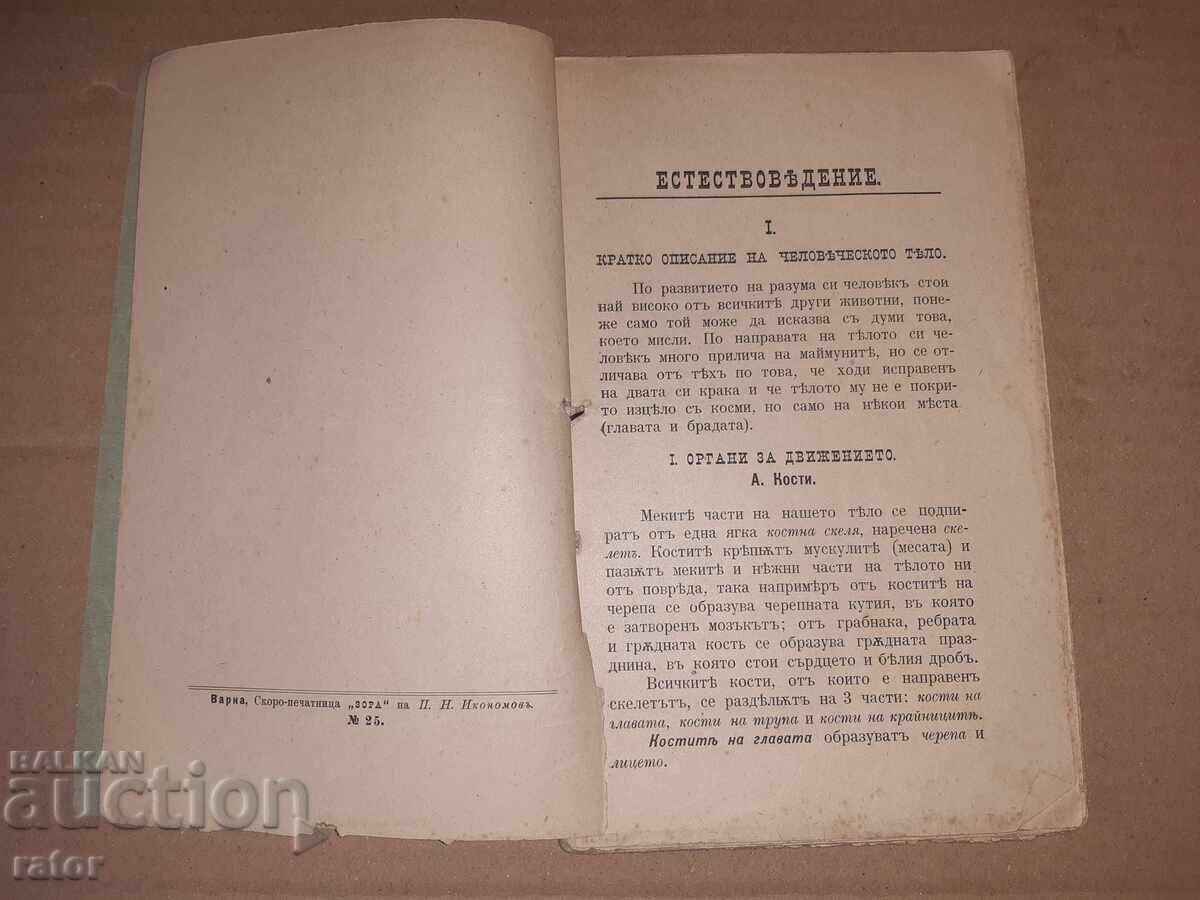 Варна, Скоро-печатница „ЗОРА“ на П. Н. Икономовъ.
№ 25.
ЕСТЕСТВОВѢДЕНИЕ.
I.
КРАТКО ОПИСАНИЕ НА ЧЕЛОВѢЧЕСКОТО ТѢЛО.
По развитието на разума си человѣкъ стои
най високо отъ всичкитѣ други животни, поне-
же само той може да исказва съ думи това,
което мисли. По направата на тѣлото си че-
ловѣкъ много прилича на маймунитѣ, но се от-
личава отъ тѣхъ по това, че ходи исправенъ
на двата си крака и че тѣлото му не е покри-
то изцѣло съ косми, но само на нѣкои мѣста
(главата и брадата).
I. ОРГАНИ ЗА ДВИЖЕНИЕТО.
А. Кости.
Мекитѣ части на нашето тѣло се подпи-
ратъ отъ една ягка костна скеля, наречена ске-
летъ. Коститѣ крѣпѭтъ мускулитѣ (месата) и
пазѭтъ мекитѣ и нѣжни части на тѣлото ни
отъ поврѣда, така напримѣръ отъ коститѣ на
черепа се образува черепната кутия, въ която
е затворенъ мозъкътъ; отъ грабнака, ребрата
и грѫдната кость се образува грѫдната праз-
днина, въ която стои сърдцето и бѣлия дробъ.
Всичкитѣ кости, отъ които е направенъ
скелетътъ, се раздѣлѭтъ на 3 части: кости на
главата, кости на трупа и кости на крайницитѣ.
Коститѣ на главата образуватъ черепа и
лицето.
BALKAN
auction
rator